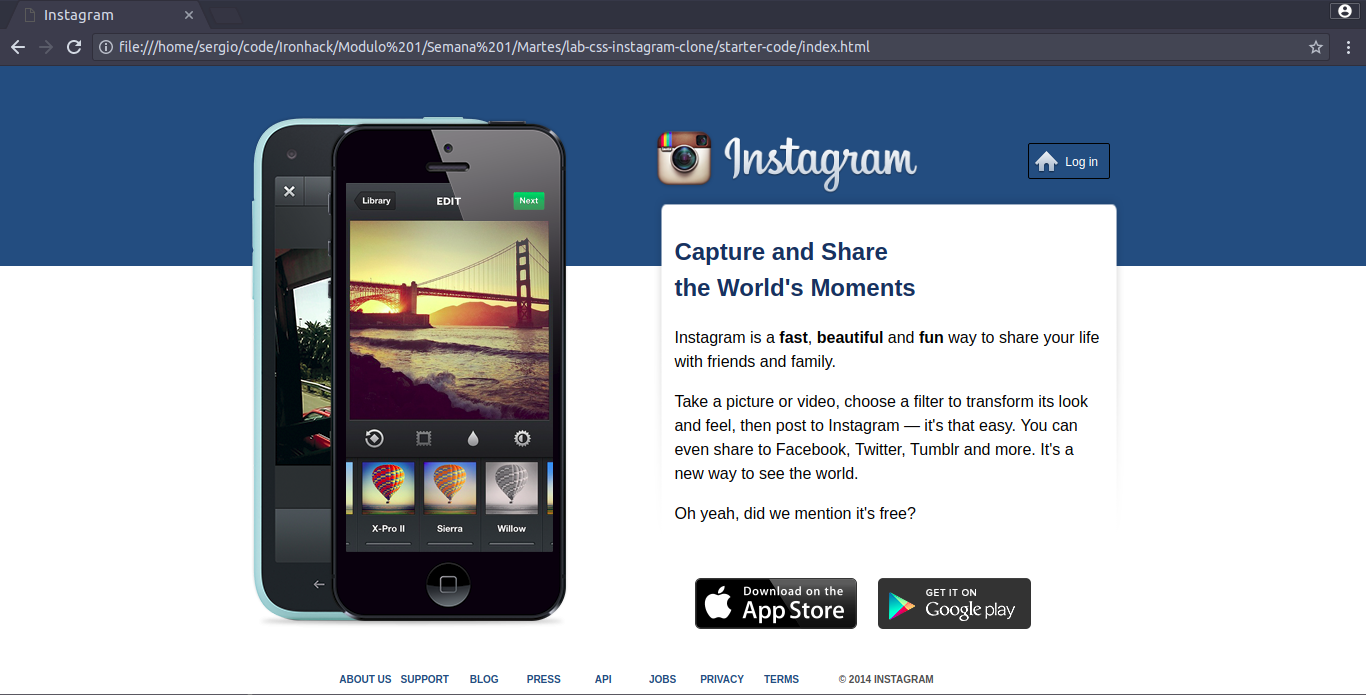 Instagram
file:///home/sergio/code/Ironhack/Modulo%201/Semana%201/Martes/lab-css-instagram-clone/starter-code/index.html
Instagram
Log in
Library
EDIT
Next
X-Pro II
Sierra
Willow
Capture and Share
the World's Moments
Instagram is a fast, beautiful and fun way to share your life
with friends and family.
Take a picture or video, choose a filter to transform its look
and feel, then post to Instagram — it's that easy. You can
even share to Facebook, Twitter, Tumblr and more. It's a
new way to see the world.
Oh yeah, did we mention it's free?
Download on the
App Store
GET IT ON
Google play
ABOUT US SUPPORT BLOG PRESS API JOBS PRIVACY TERMS © 2014 INSTAGRAM